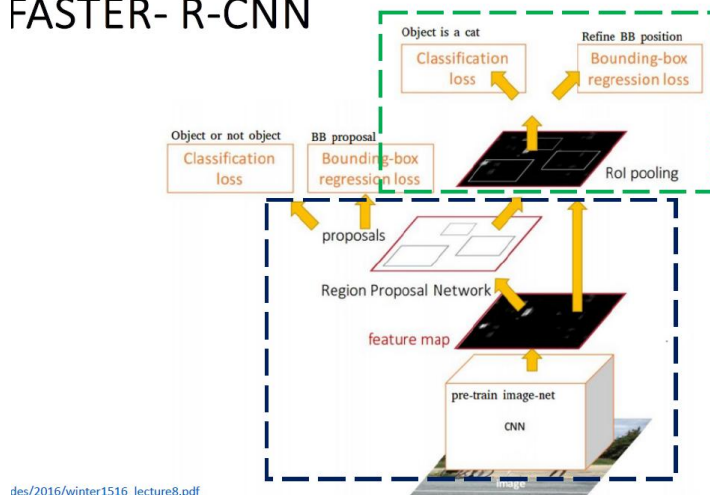 FASTER- R-CNN
Object is a cat
Refine BB position
Classification
loss
Bounding-box
regression loss
Object or not object
BB proposal
Classification
loss
Bounding-box
regression loss
RoI pooling
proposals
Region Proposal Network
feature map
pre-train image-net
CNN
image
des/2016/winter1516_lecture8.pdf